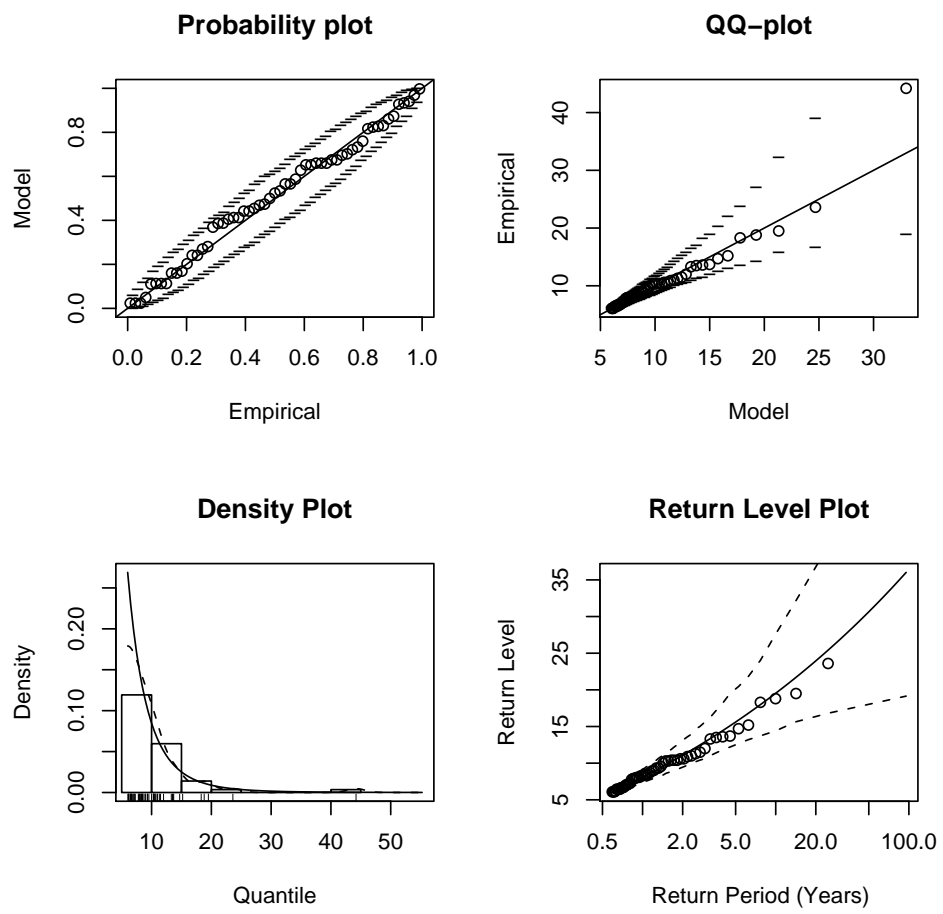 Probability plot
Model
0.0 0.4 0.8
0.0 0.2 0.4 0.6 0.8 1.0
Empirical
QQ−plot
Empirical
10 20 30 40
5 10 15 20 25 30
Model
Density Plot
Density
0.00 0.10 0.20
10 20 30 40 50
Quantile
Return Level Plot
Return Level
5 15 25 35
0.5 2.0 5.0 20.0 100.0
Return Period (Years)